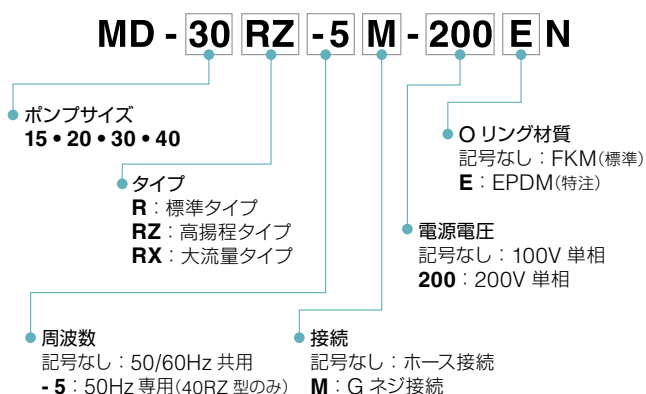 MD - 30 RZ -5 M - 200 E N
ポンプサイズ
15・20・30・40
タイプ
R：標準タイプ
RZ：高揚程タイプ
RX：大流量タイプ
周波数
記号なし：50/60Hz 共用
- 5：50Hz 専用(40RZ 型のみ)
接続
記号なし：ホース接続
M：G ネジ接続
電源電圧
記号なし：100V 単相
200：200V 単相
O リング材質
記号なし：FKM(標準)
E：EPDM(特注)